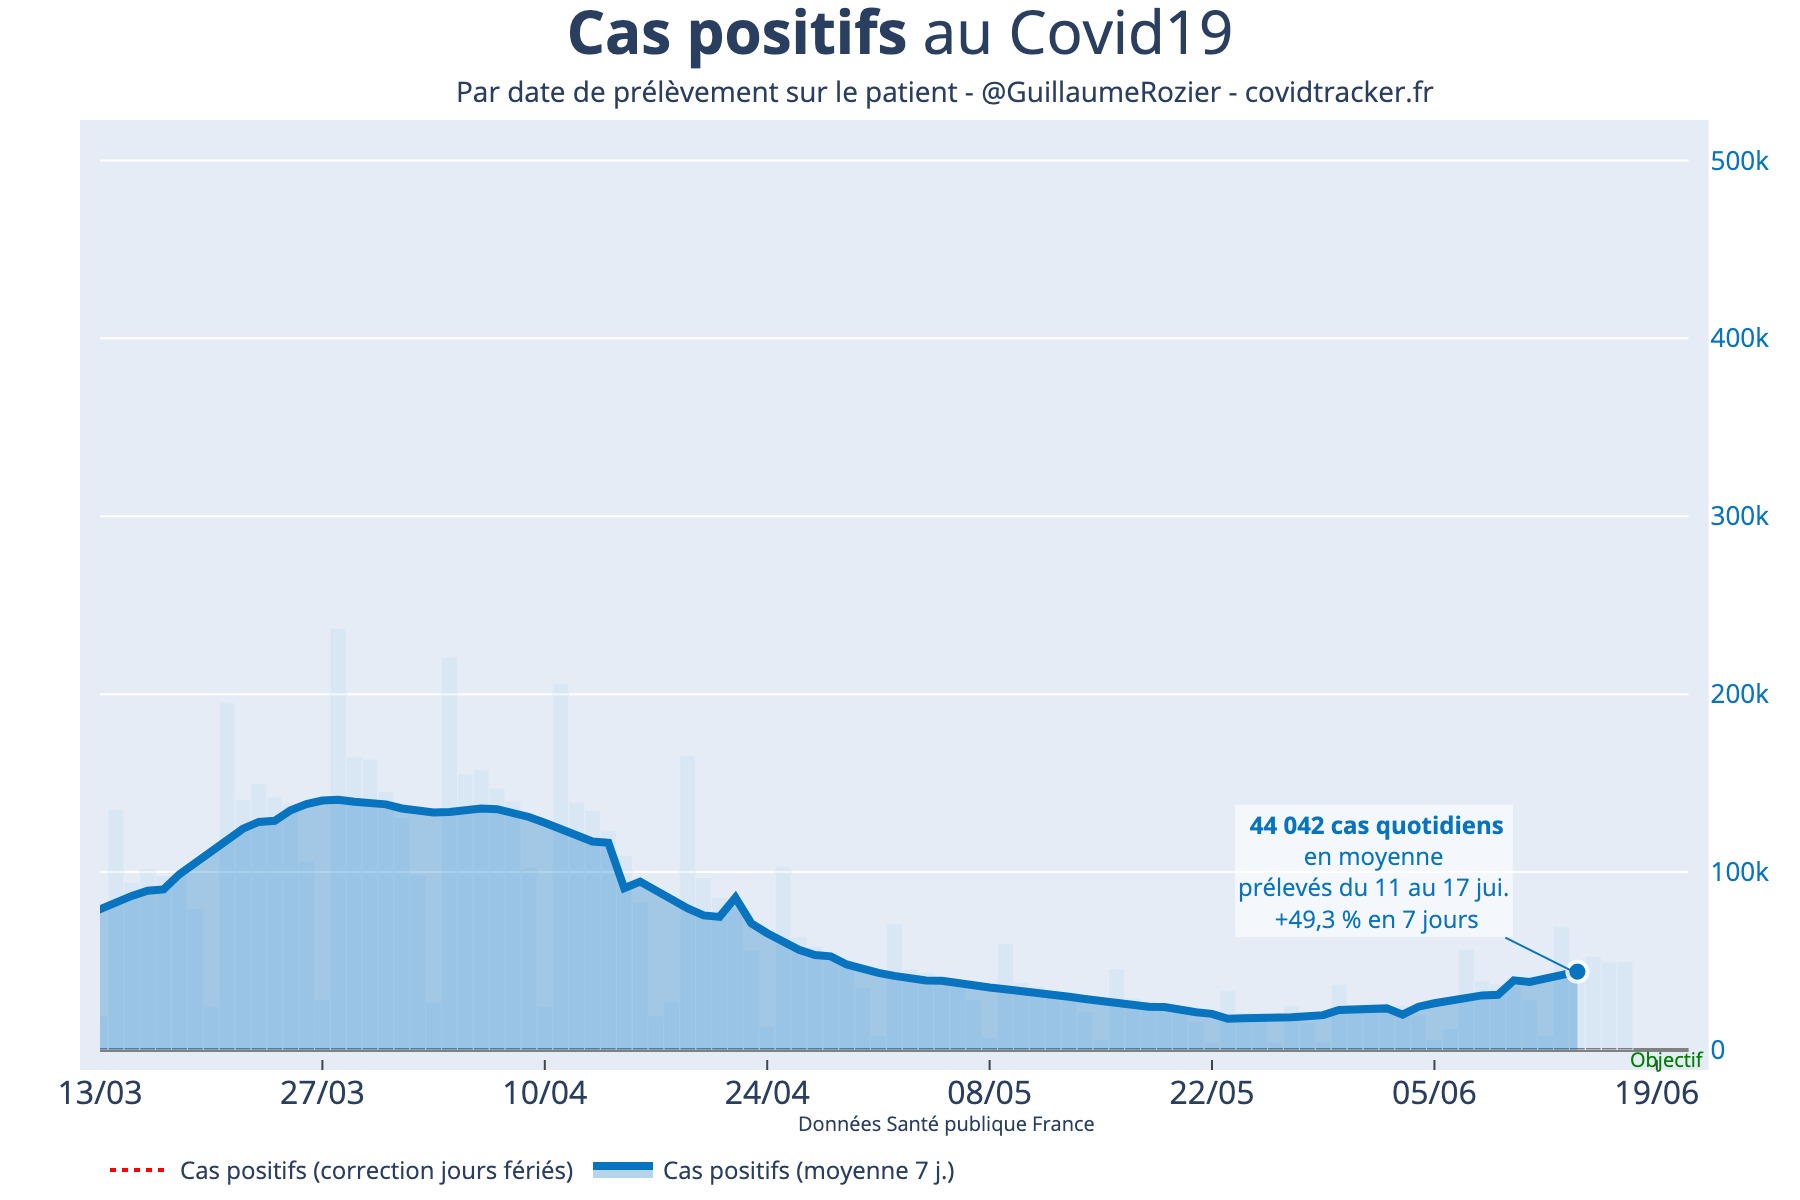 Cas positifs au Covid19
Par date de prélèvement sur le patient - @GuillaumeRozier - covidtracker.fr
500k
400k
300k
200k
100k
0
44 042 cas quotidiens
en moyenne
prélevés du 11 au 17 jui.
+49,3 % en 7 jours
Objectif
13/03 27/03 10/04 24/04 08/05 22/05 05/06 19/06
Données Santé publique France
Cas positifs (correction jours fériés) Cas positifs (moyenne 7 j.)